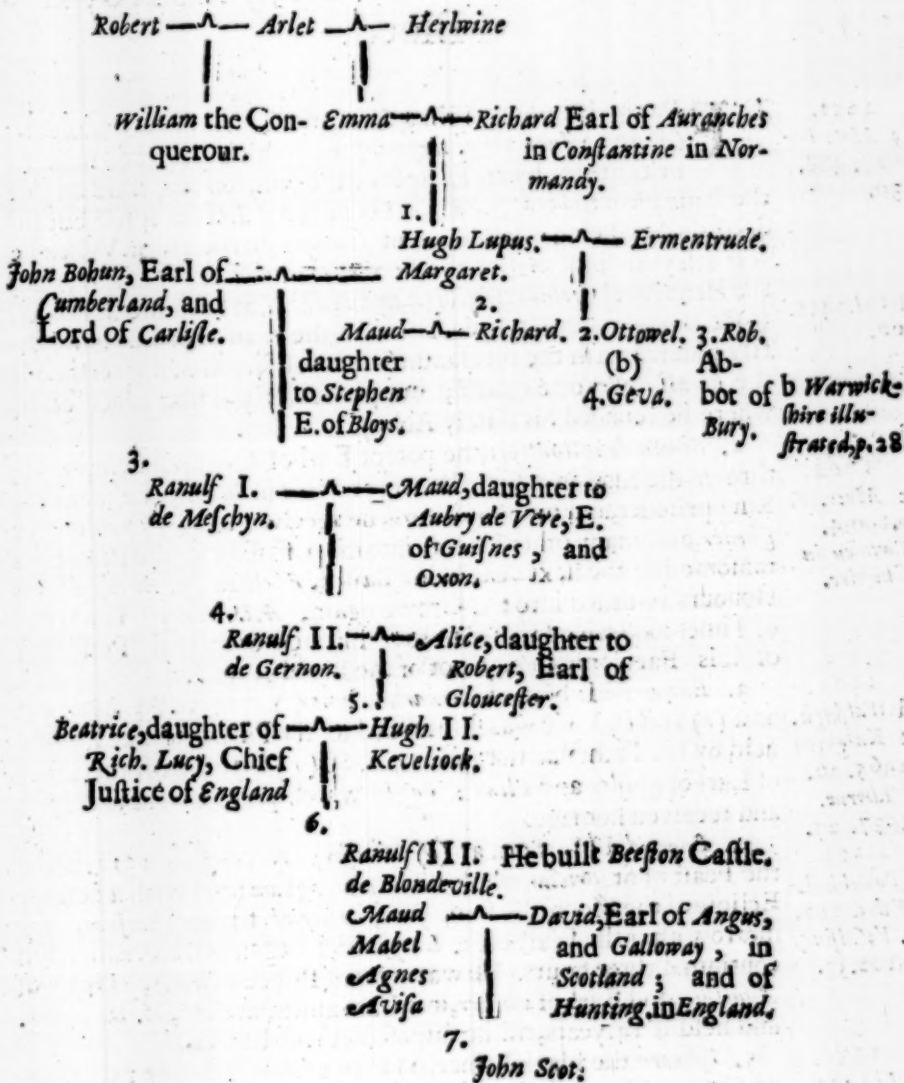 Robert — Arlet — Herlwine
William the Con- Emma — Richard Earl of Auranches
querour. in Conſtantine in Nor-
mandy.
1.
Hugh Lupus. — Ermentrude.
John Bohun, Earl of — Margaret.
Cumberland, and 2.
Lord of Carliſle. Maud — Richard. 2. Ottowel. 3. Rob.
daughter (b) Ab-
to Stephen 4. Geva. bot of b Warwick-
E. of Bloys. Bury. ſhire illu-
ſtrated, p. 28
3.
Ranulf I. — Maud, daughter to
de Meſchyn. Aubry de Vere, E.
of Guiſnes, and
Oxon.
4.
Ranulf II. — Alice, daughter to
de Gernon. Robert, Earl of
5. Gloucеſter.
Beatrice, daughter of — Hugh II.
Rich. Lucy, Chief Keveliock.
Juſtice of England
6.
Ranulf III. He built Beeſton Caſtle.
de Blondeville.
Maud — David, Earl of Angus,
Mabel and Galloway, in
Agnes Scotland; and of
Aviſa Hunting. in England.
7.
John Scot: